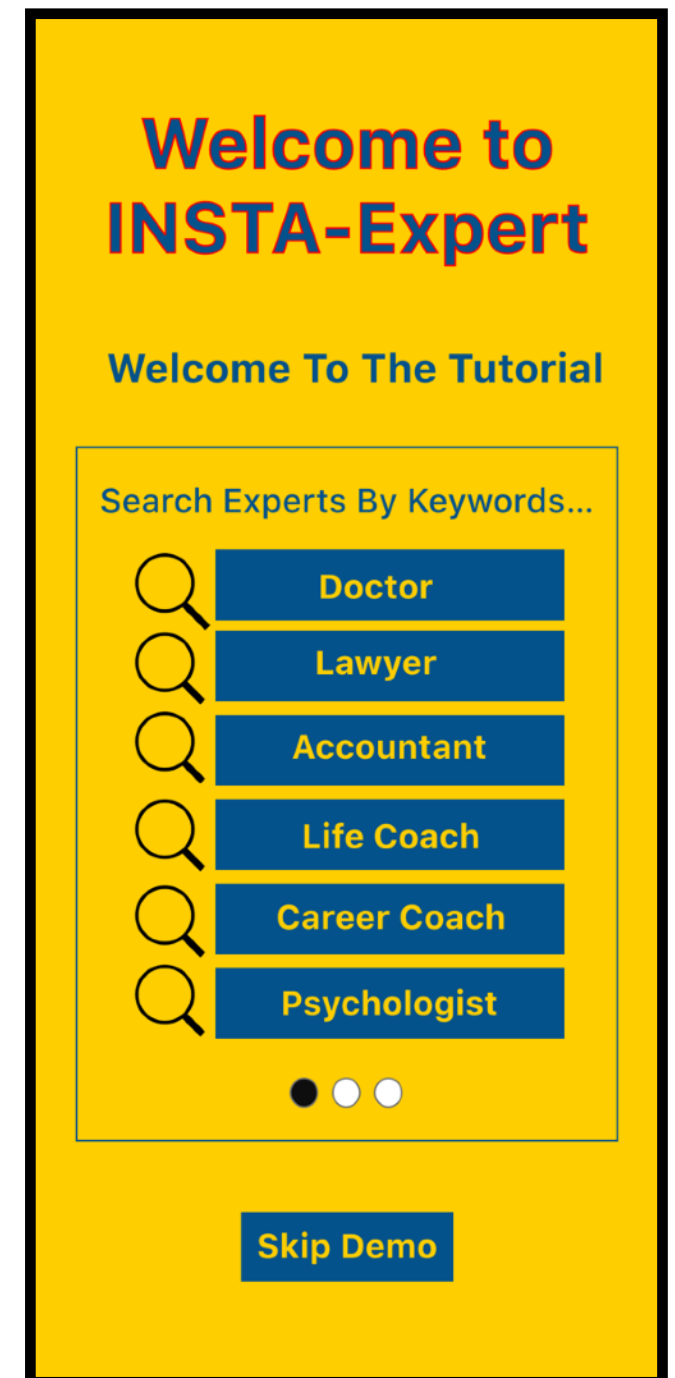 Welcome to
INSTA-Expert
Welcome To The Tutorial
Search Experts By Keywords...
Doctor
Lawyer
Accountant
Life Coach
Career Coach
Psychologist
Skip Demo